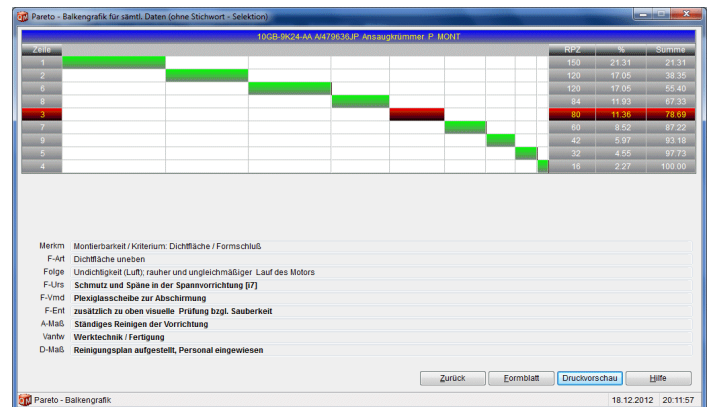 Pareto - Balkengrafik für sämtl. Daten (ohne Stichwort - Selektion)
10GB-9K24-AA AI479636JP Ansaugkrümmer P MONT
Zeile RPZ % Summe
1 150 21.31 21.31
2 120 17.05 38.35
6 120 17.05 55.40
8 84 11.93 67.33
3 80 11.36 78.69
7 60 8.52 87.22
9 42 5.97 93.18
5 32 4.55 97.73
4 16 2.27 100.00
Merkm Montierbarkeit / Kriterium: Dichtfläche / Formschluß
F-Art Dichtfläche uneben
Folge Undichtigkeit (Luft); rauher und ungleichmäßiger Lauf des Motors
F-Urs Schmutz und Späne in der Spannvorrichtung [i7]
F-Vmd Plexiglasscheibe zur Abschirmung
F-Ent zusätzlich zu oben visuelle Prüfung bzgl. Sauberkeit
A-Maß Ständiges Reinigen der Vorrichtung
Vantw Werktechnik / Fertigung
D-Maß Reinigungsplan aufgestellt, Personal eingewiesen
Zurück Formblatt Druckvorschau Hilfe
Pareto - Balkengrafik 18.12.2012 20:11:57